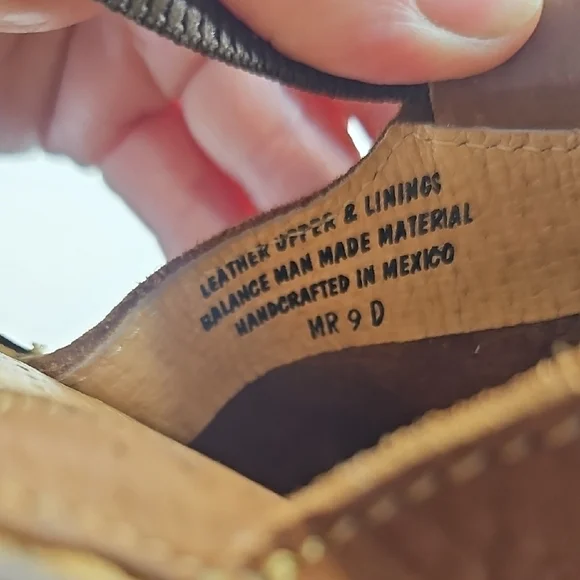 LEATHER UPPER & LININGS
BALANCE MAN MADE MATERIAL
HANDCRAFTED IN MEXICO
MR 9 D